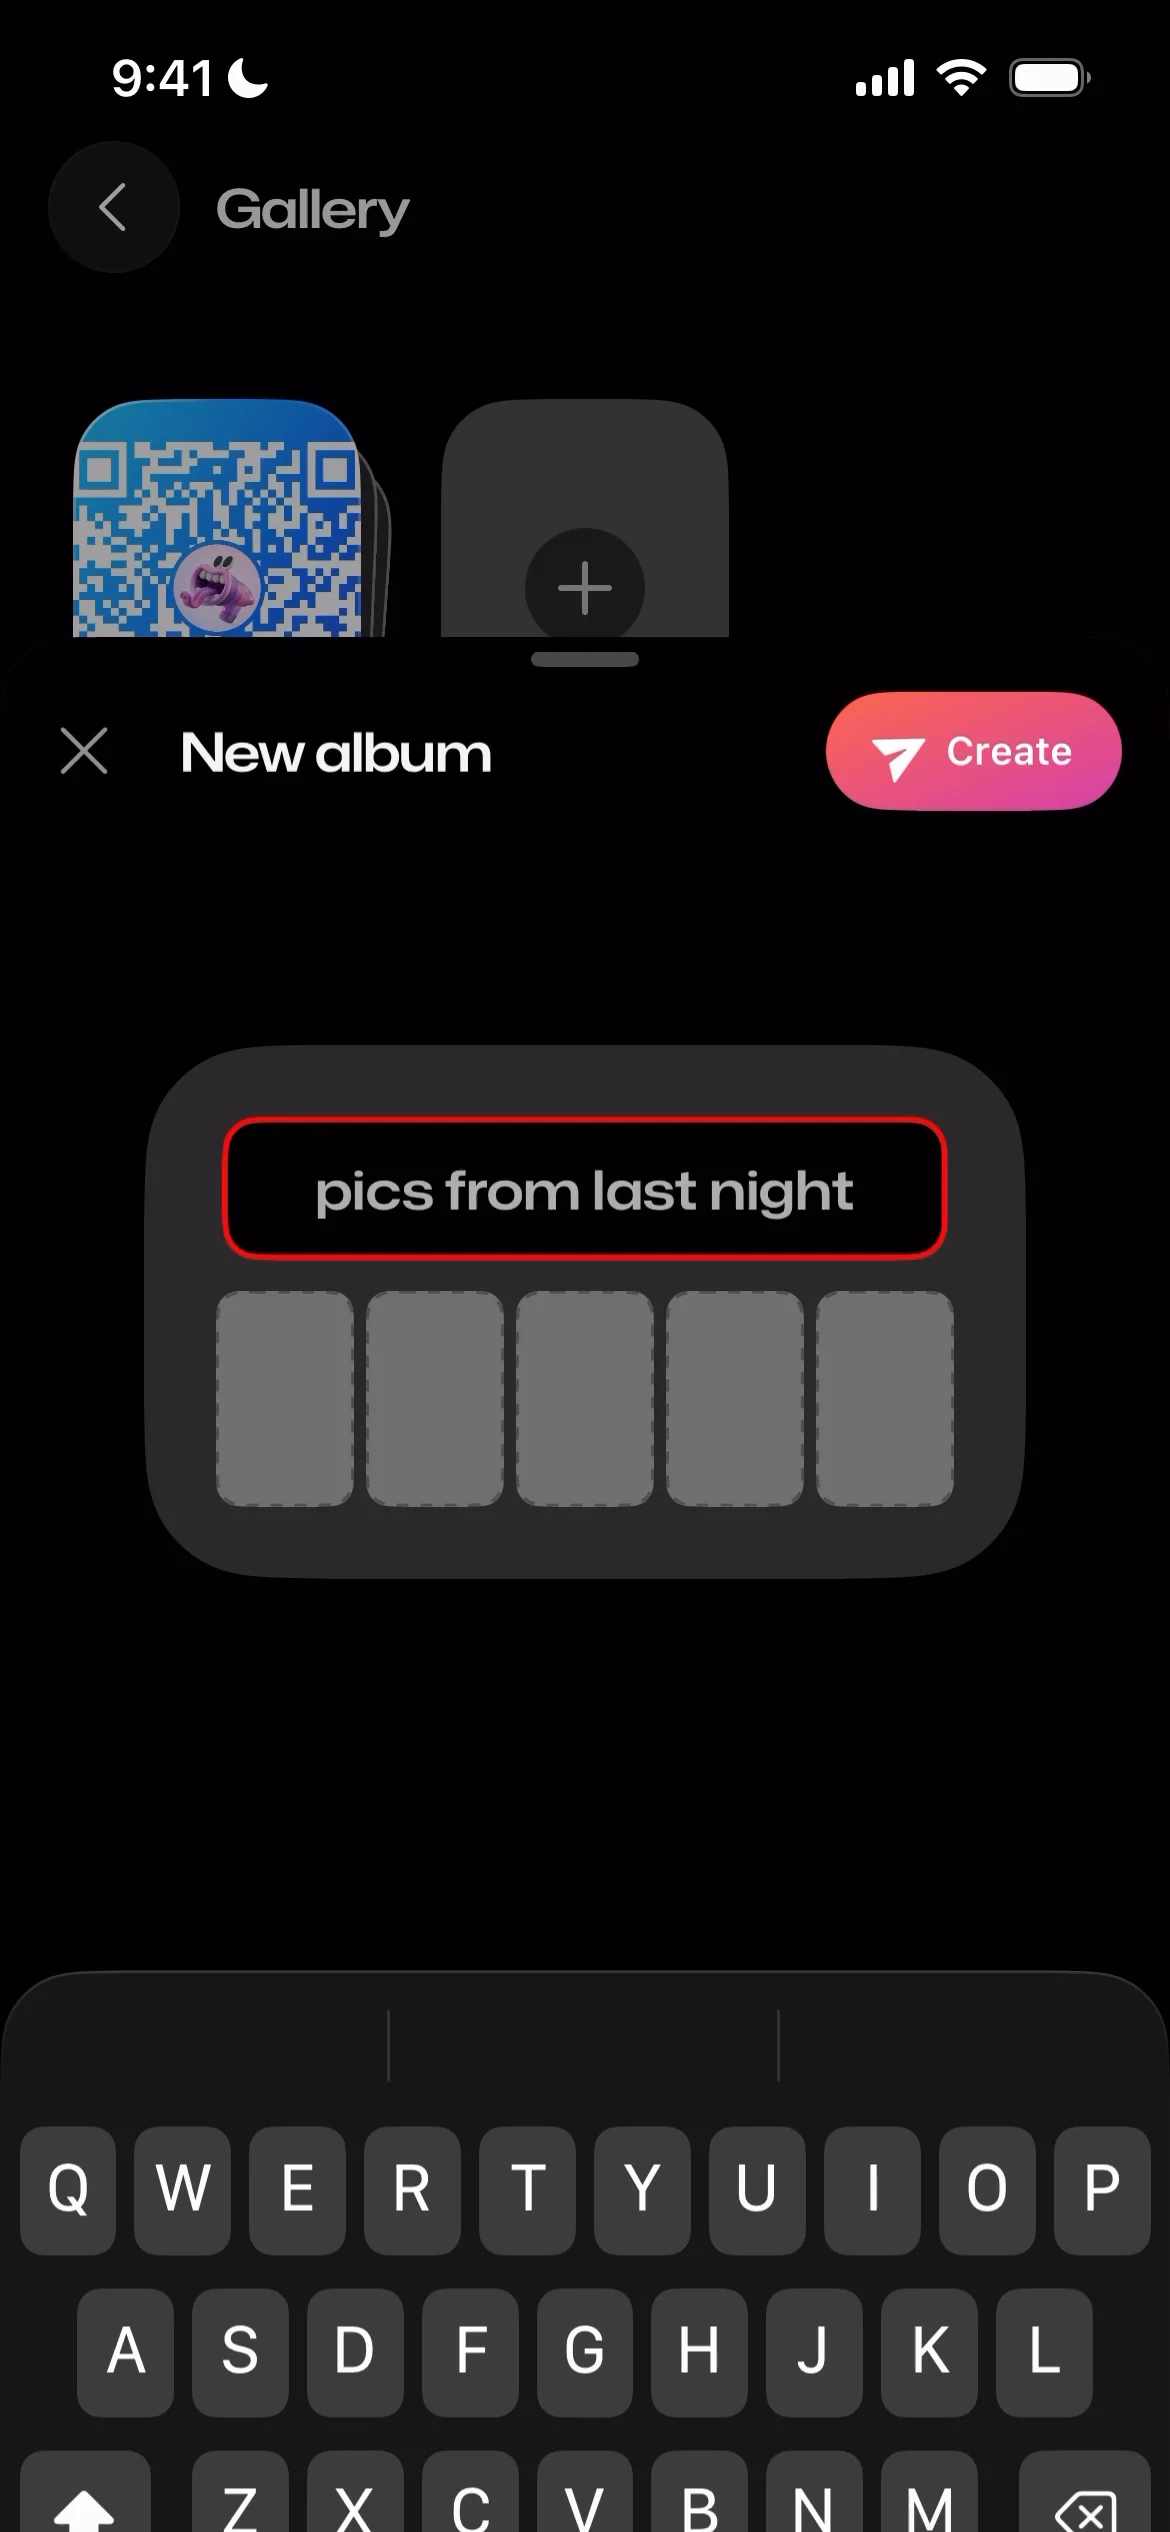 9:41
Gallery
New album
Create
pics from last night
Q W E R T Y U I O P
A S D F G H J K L
Z X C V B N M